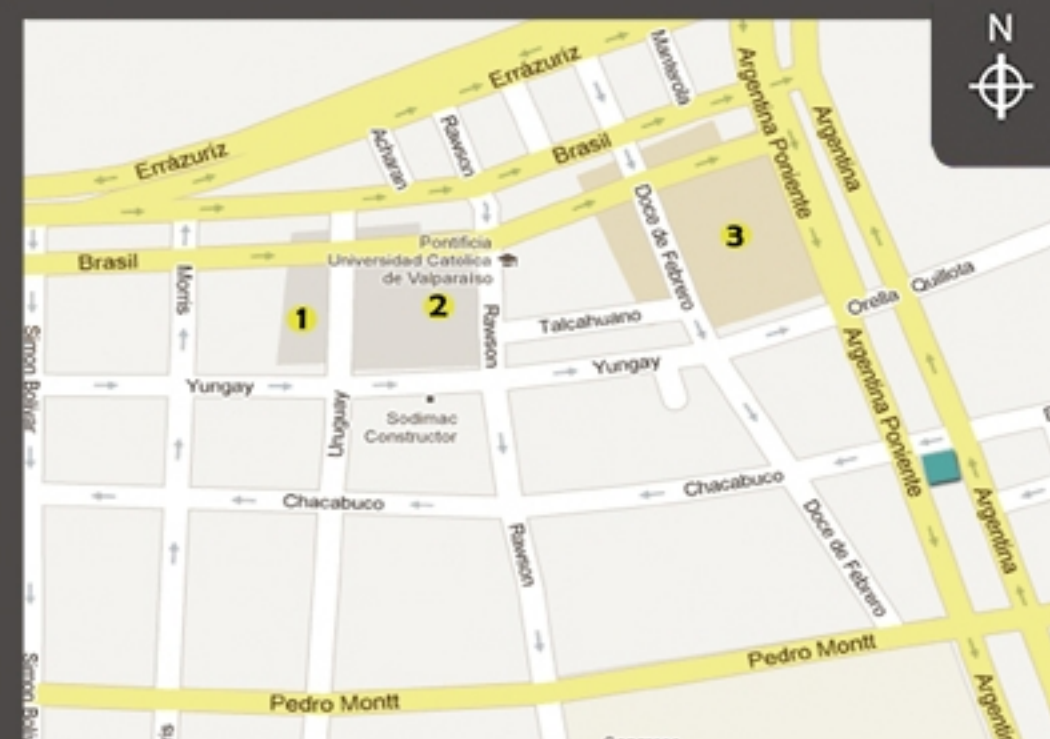 N
Manterola
Errázuriz
Argentina Poniente
Argentina
Rawson
Acharan
Brasil
Errázuriz
Doce de Febrero
3
Pontificia
Universidad Catolica
de Valparaíso
Brasil
Morris
Orella
Quillota
1
2
Talcahuano
Rawson
Simon Bolivar
Yungay
Yungay
Argentina Poniente
Uruguay
Sodimac
Constructor
Chacabuco
Chacabuco
Argentina
Doce de Febrero
Rawson
Pedro Montt
Pedro Montt